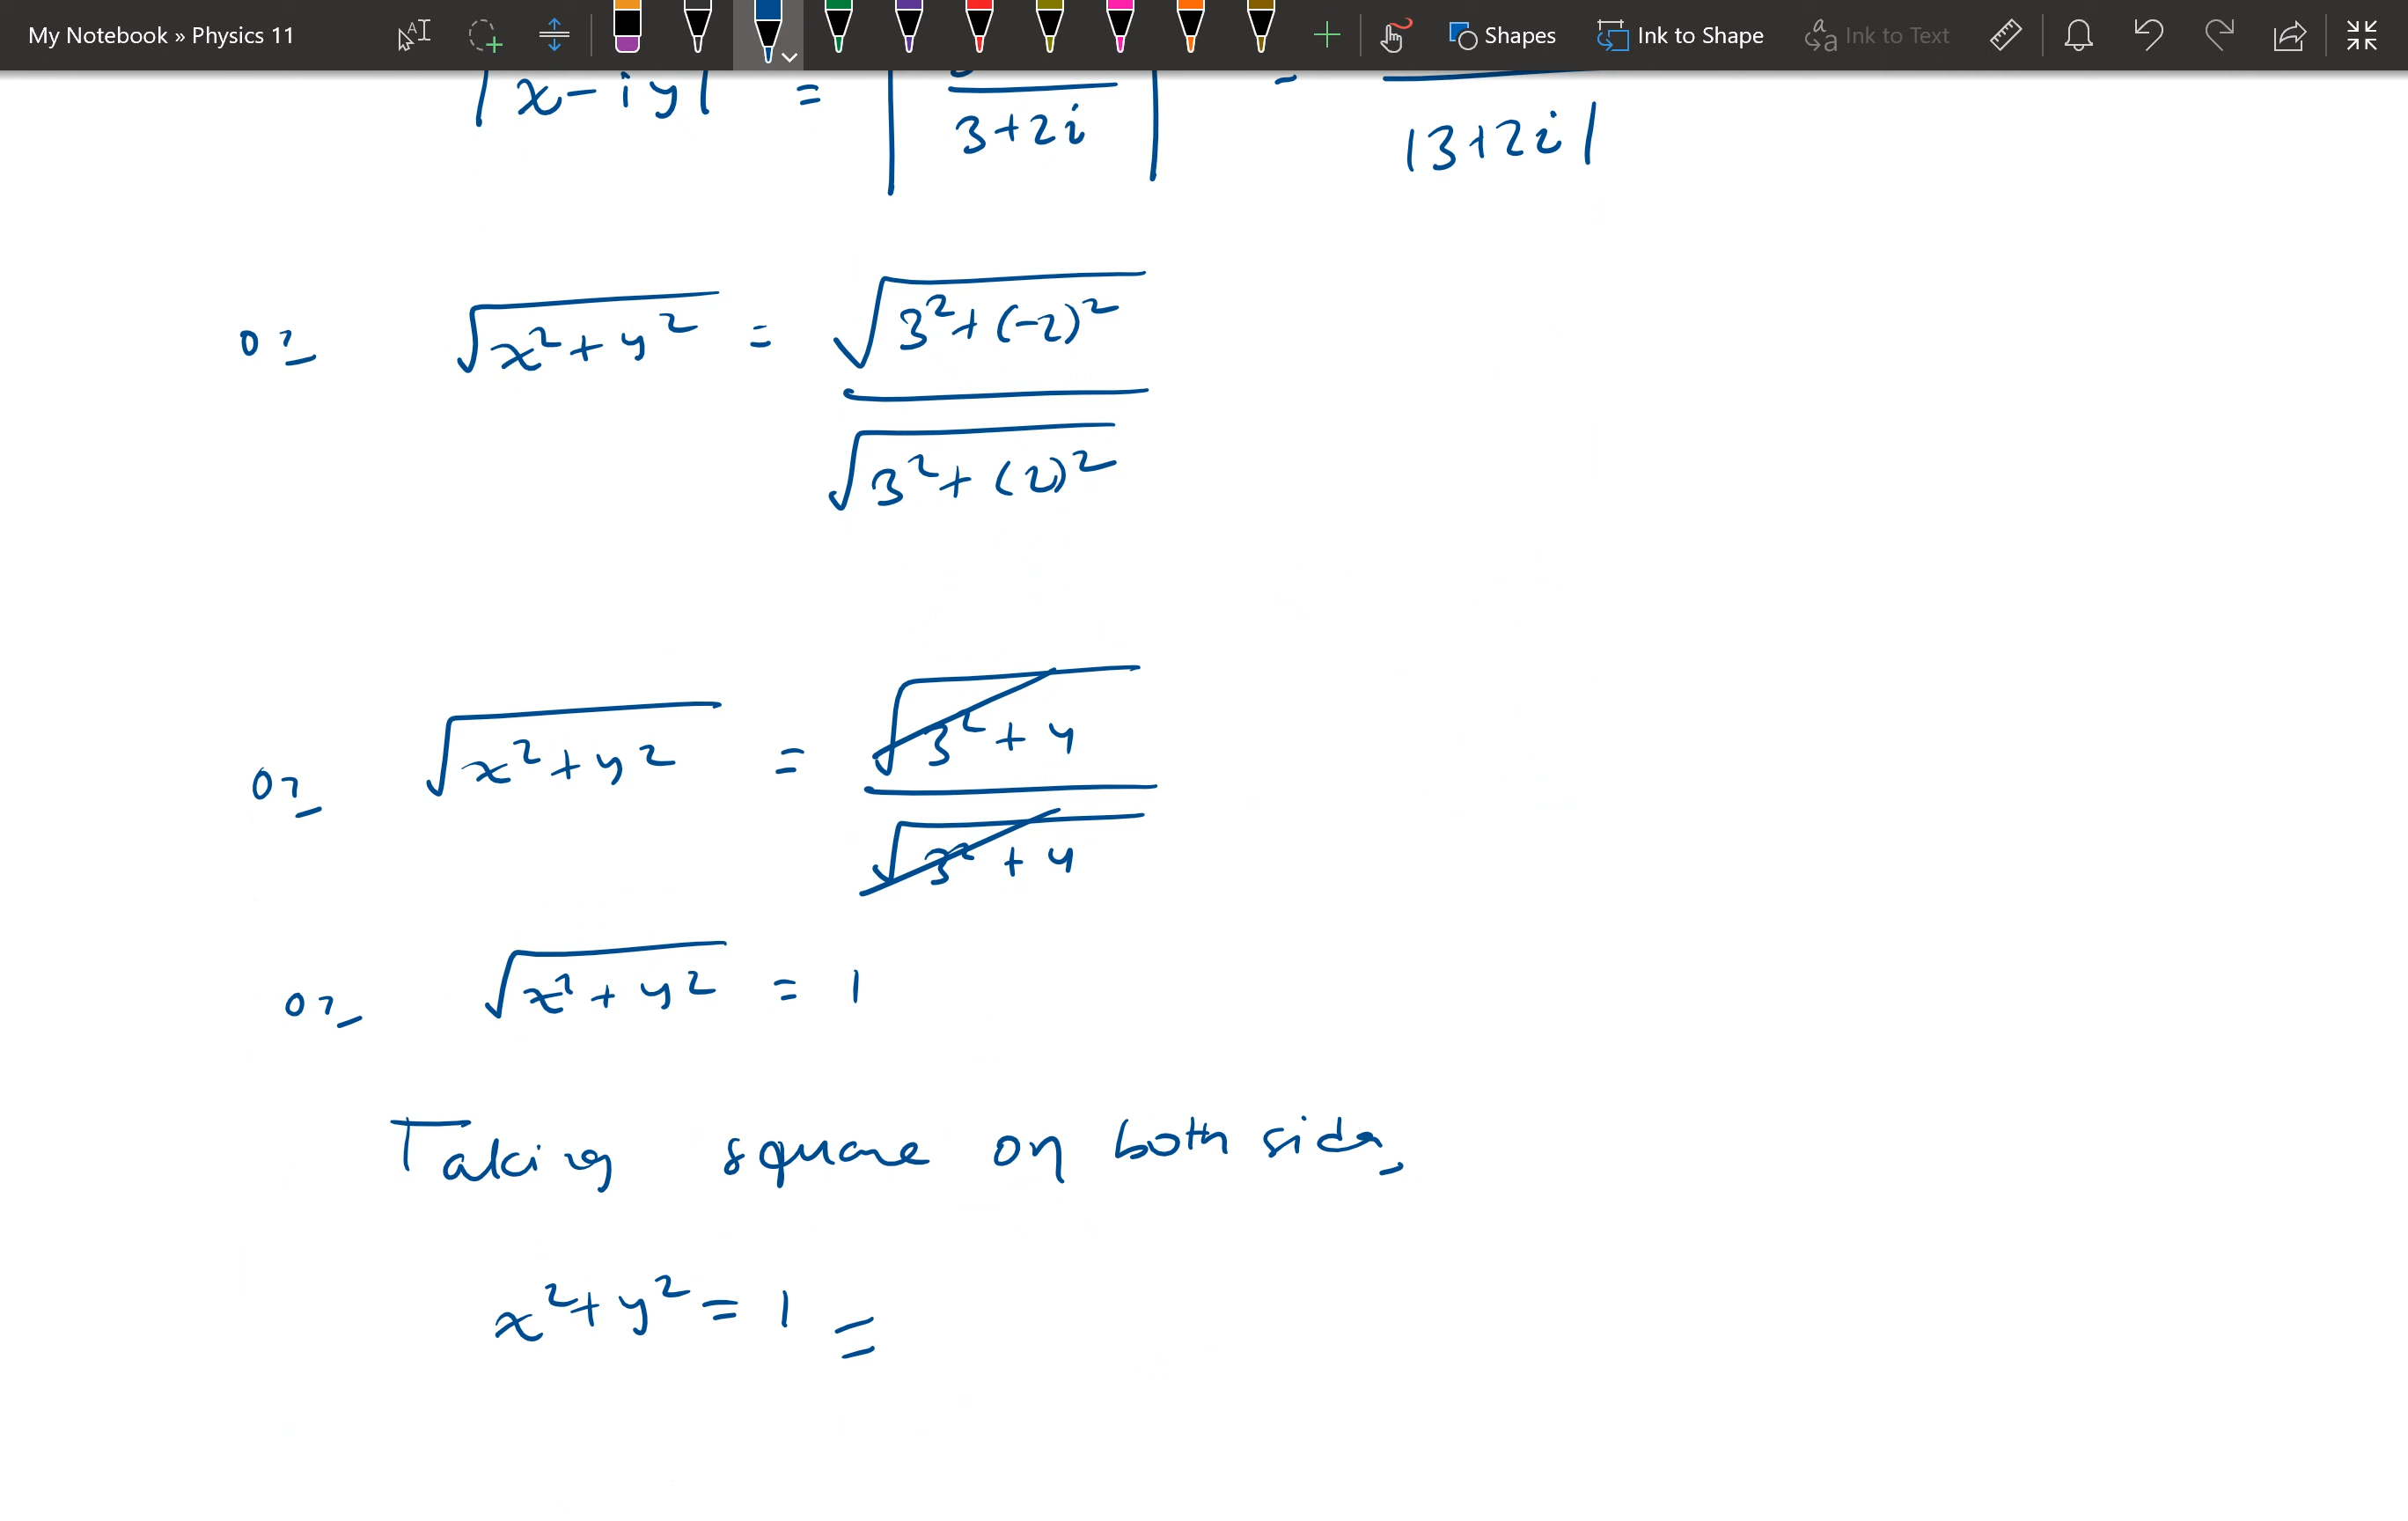 My Notebook » Physics 11 Shapes Ink to Shape Ink to Text
|x-iy| = | /3+2i| = /|3+2i|
or √(x²+y²) = √(3²+(-2)²)/√(3²+(2)²)
or √(x²+y²) = √(3²+4)/√(3²+4)
or √(x²+y²) = 1
Taking square on both sides,
x²+y² = 1